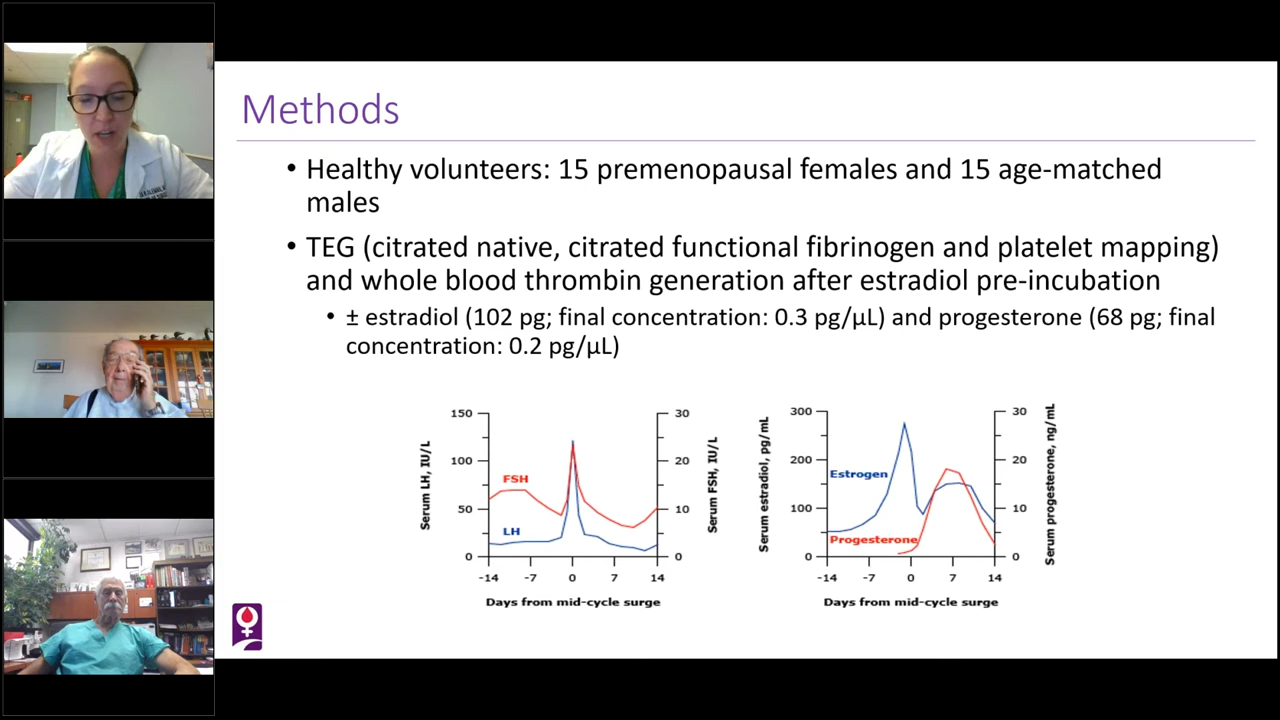 Methods
• Healthy volunteers: 15 premenopausal females and 15 age-matched
males
• TEG (citrated native, citrated functional fibrinogen and platelet mapping)
and whole blood thrombin generation after estradiol pre-incubation
• ± estradiol (102 pg; final concentration: 0.3 pg/µL) and progesterone (68 pg; final
concentration: 0.2 pg/µL)
Serum LH, IU/L
150
100
50
0
FSH
LH
30
20
10
0
Serum FSH, IU/L
-14 -7 0 7 14
Days from mid-cycle surge
Serum estradiol, pg/mL
300
200
100
0
Estrogen
Progesterone
30
20
10
0
Serum progesterone, ng/mL
-14 -7 0 7 14
Days from mid-cycle surge